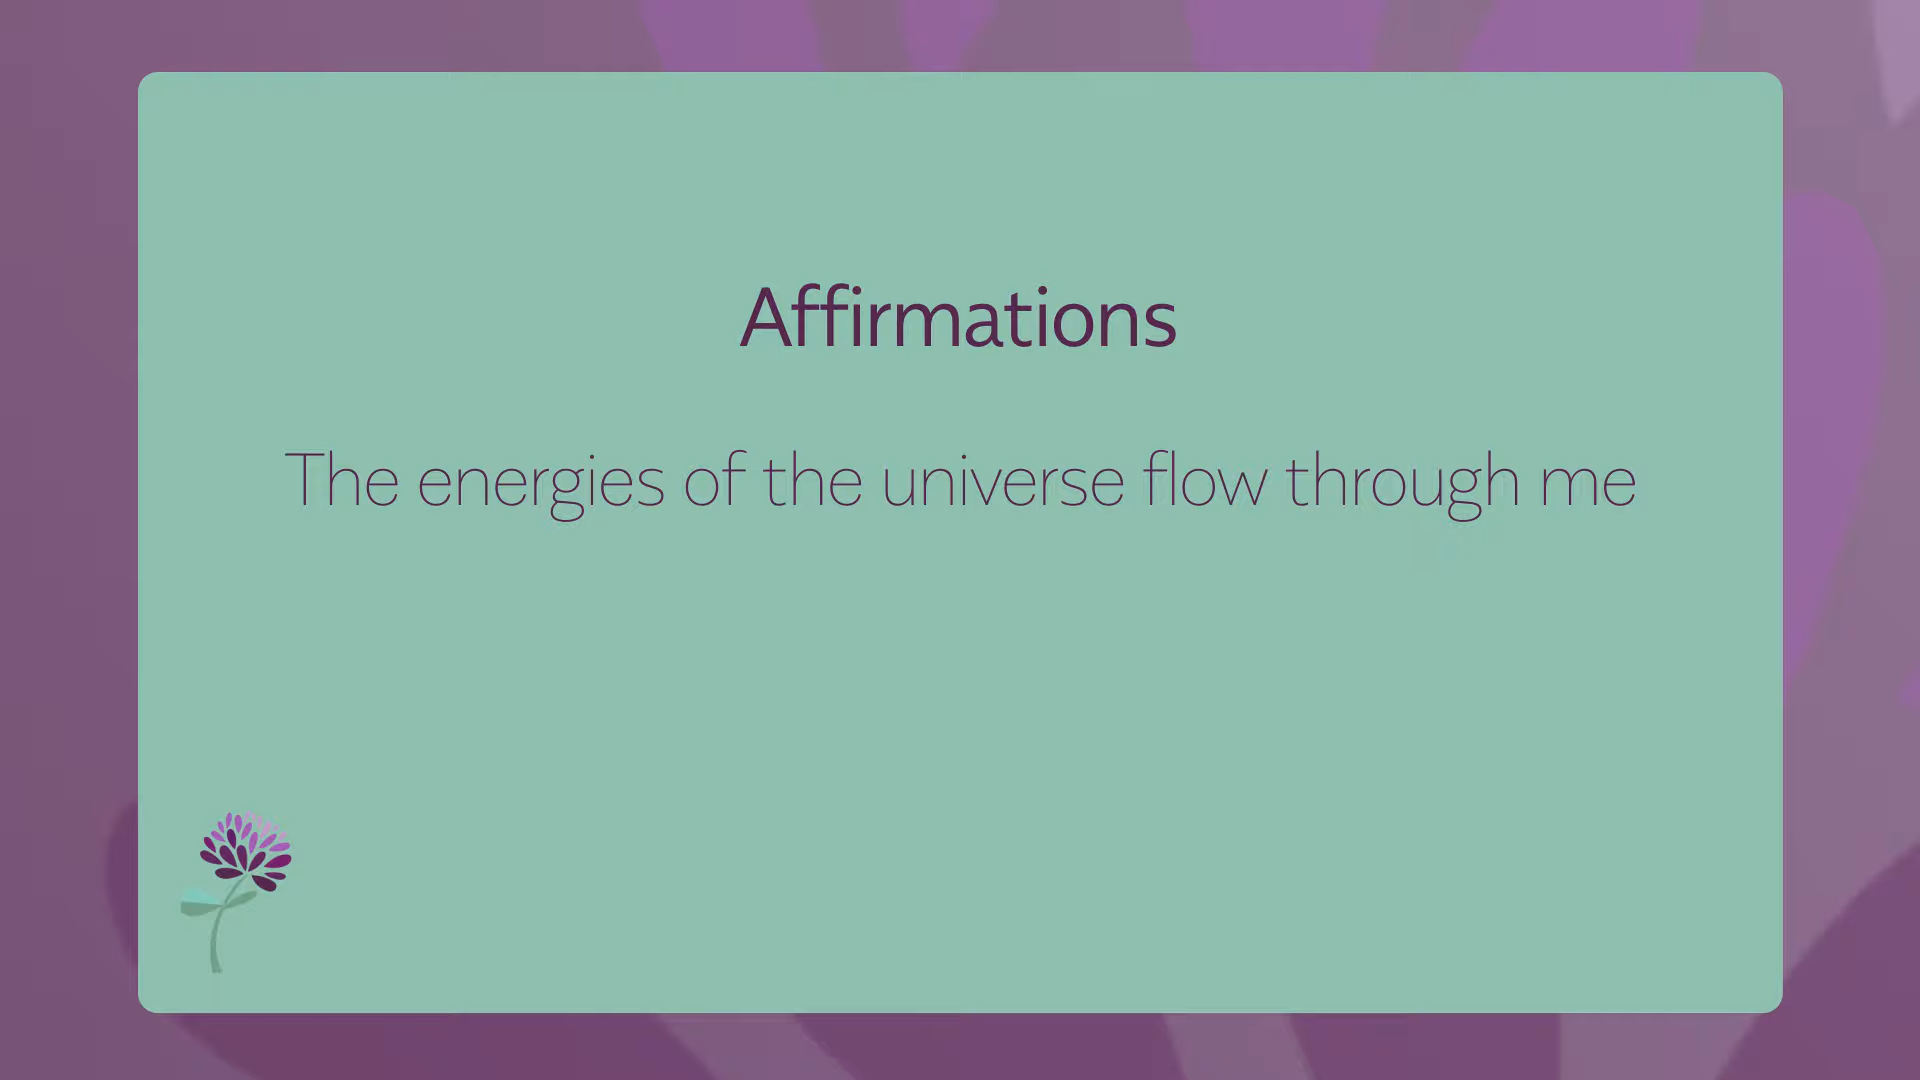 Affirmations
The energies of the universe flow through me